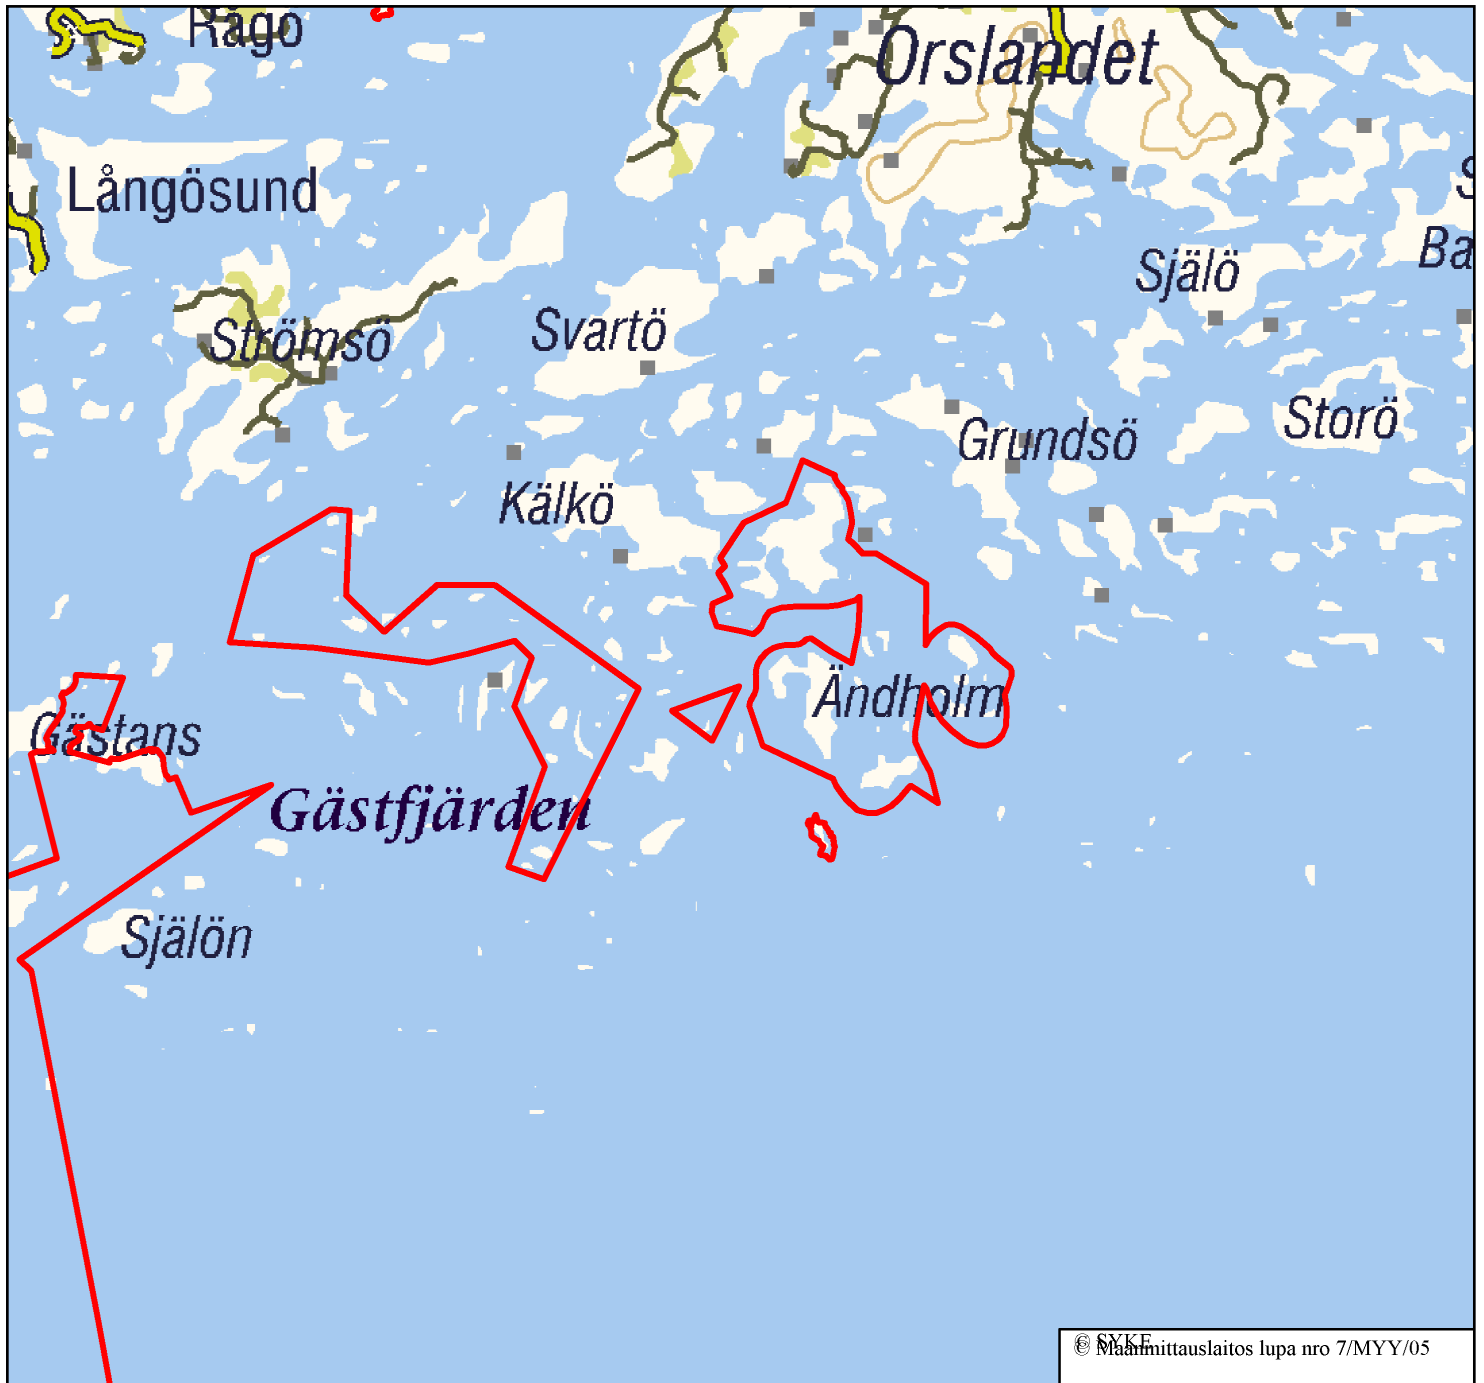 Rågö
Orslandet
Långösund
S
Ba
Själö
Svartö
Strömsö
Storö
Grundsö
Kälkö
Ändholm
Gästans
Gästfjärden
Själön
© SYKE
© Maanmittauslaitos lupa nro 7/MYY/05